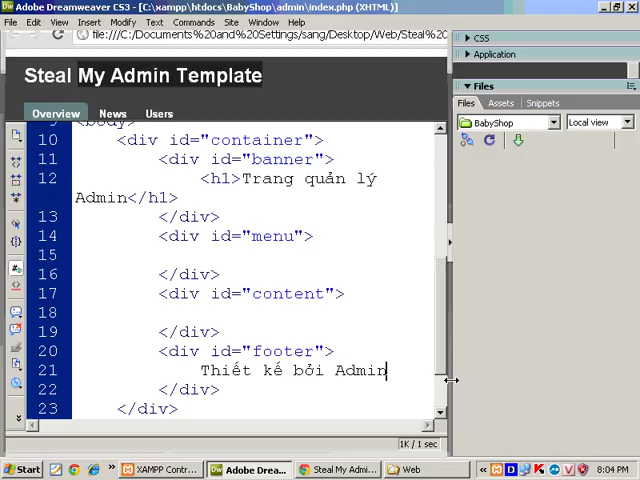 Adobe Dreamweaver CS3 - [C:\xampp\htdocs\BabyShop\admin\index.php (XHTML)]
File Edit View Insert Modify Text Commands Site Window Help
file:///C:/Documents%20and%20Settings/sang/Desktop/Web/Steal%20
Steal My Admin Template
Overview News Users
9 <body>
10 <div id="container">
11 <div id="banner">
12 <h1>Trang quản lý
Admin</h1>
13 </div>
14 <div id="menu">
15
16 </div>
17 <div id="content">
18
19 </div>
20 <div id="footer">
21 Thiết kế bởi Admin
22 </div>
23 </div>
1K / 1 sec
CSS
Application
Files
Files Assets Snippets
BabyShop Local view
Start XAMPP Contr... Adobe Drea... Steal My Admi... Web 8:04 PM